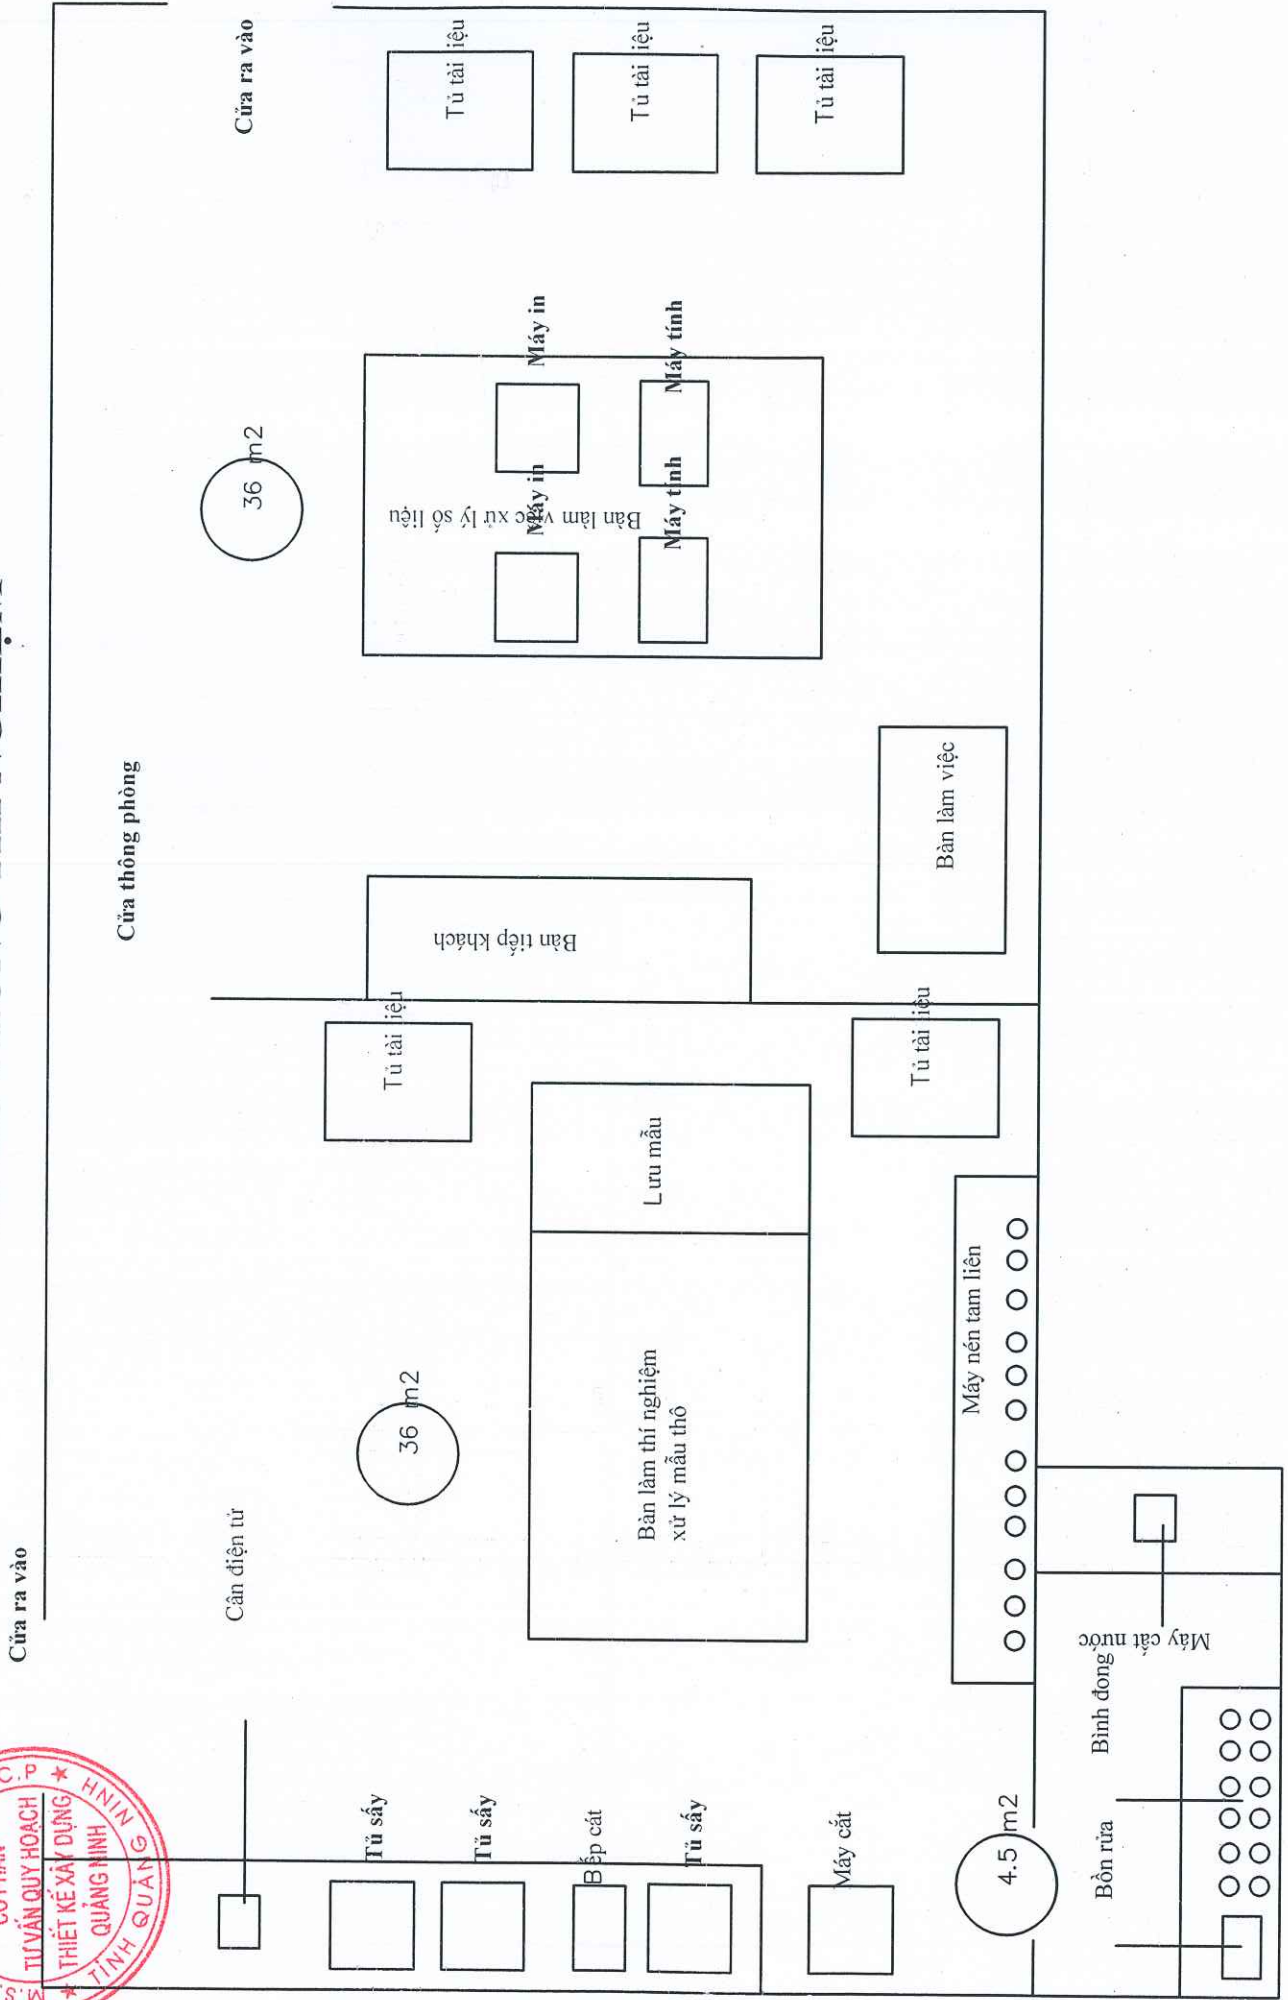 Cửa ra vào
Cửa thông phòng
Cửa ra vào
Cân điện tử
36 m2
36 m2
Tủ sấy
Tủ sấy
Bếp cát
Tủ sấy
Máy cắt
Bàn làm thí nghiệm
xử lý mẫu thô
Lưu mẫu
Tủ tài liệu
Tủ tài liệu
Bàn tiếp khách
Bàn làm việc
Bàn làm việc xử lý số liệu
Máy in
Máy in
Máy tính
Máy tính
Tủ tài liệu
Tủ tài liệu
Tủ tài liệu
Máy nén tam liên
4.5 m2
Bồn rửa
Bình đong
Máy cất nước
TƯ VẤN QUY HOẠCH
THIẾT KẾ XÂY DỰNG
QUẢNG NINH
TỈNH QUẢNG NINH
C.P